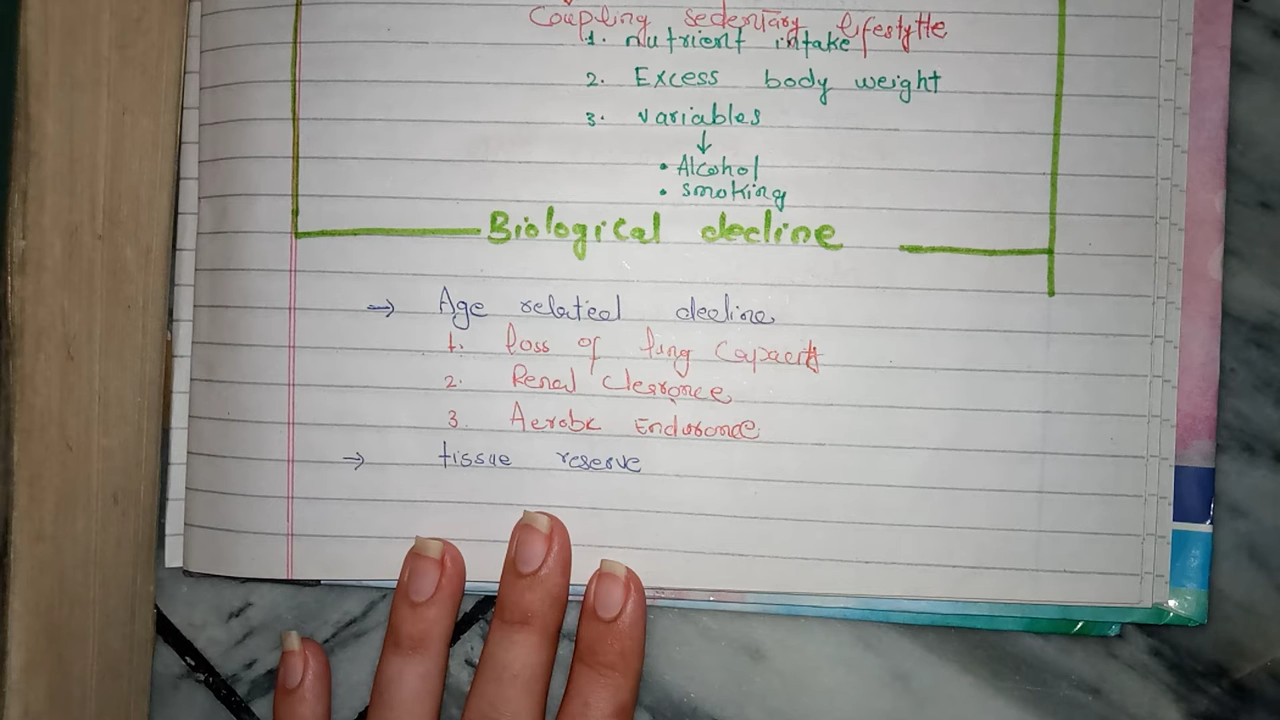 Coupling sedentary lifestytle
1. nutrient intake
2. Excess body weight
3. variables
↓
• Alcohol
• smoking
Biological decline
⇒ Age related decline
1. loss of lung Capacity
2. Renal Clearance
3. Aerobc Endurance
→ tissue reserve